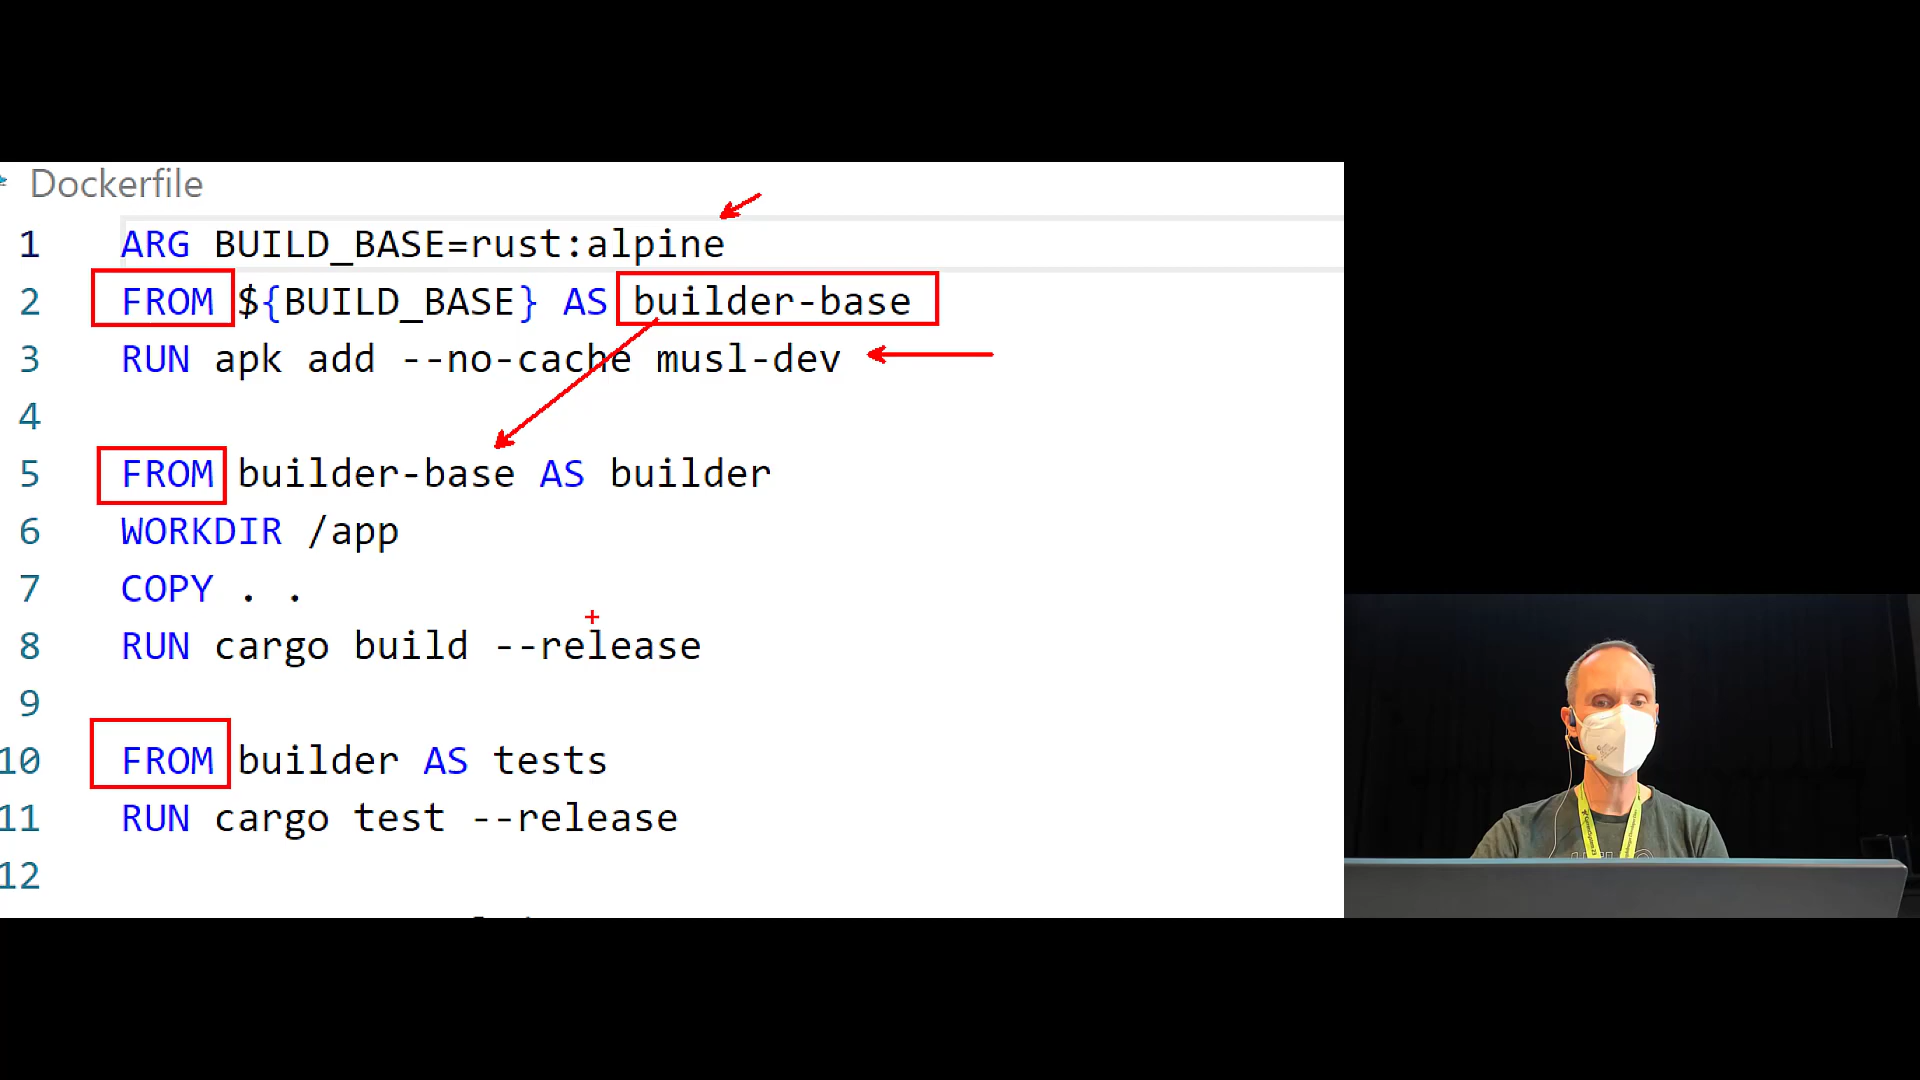 Dockerfile
1 ARG BUILD_BASE=rust:alpine
2 FROM ${BUILD_BASE} AS builder-base
3 RUN apk add --no-cache musl-dev
4
5 FROM builder-base AS builder
6 WORKDIR /app
7 COPY . .
8 RUN cargo build --release
9
10 FROM builder AS tests
11 RUN cargo test --release
12